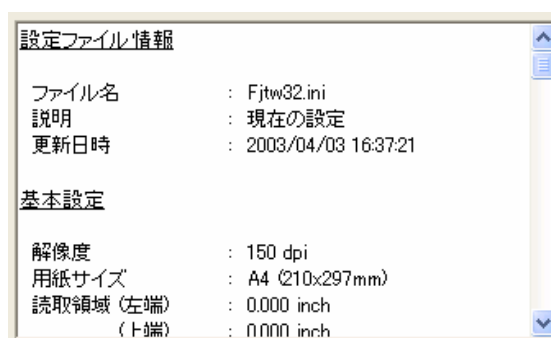 設定ファイル情報
ファイル名 : Fjtw32.ini
説明 : 現在の設定
更新日時 : 2003/04/03 16:37:21
基本設定
解像度 : 150 dpi
用紙サイズ : A4 (210x297mm)
読取領域 (左端) : 0.000 inch
(上端) : 0.000 inch